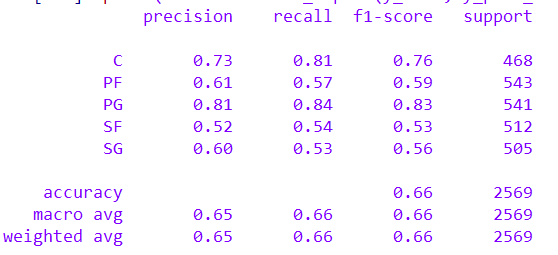 precision recall f1-score support
C 0.73 0.81 0.76 468
PF 0.61 0.57 0.59 543
PG 0.81 0.84 0.83 541
SF 0.52 0.54 0.53 512
SG 0.60 0.53 0.56 505
accuracy 0.66 2569
macro avg 0.65 0.66 0.66 2569
weighted avg 0.65 0.66 0.66 2569